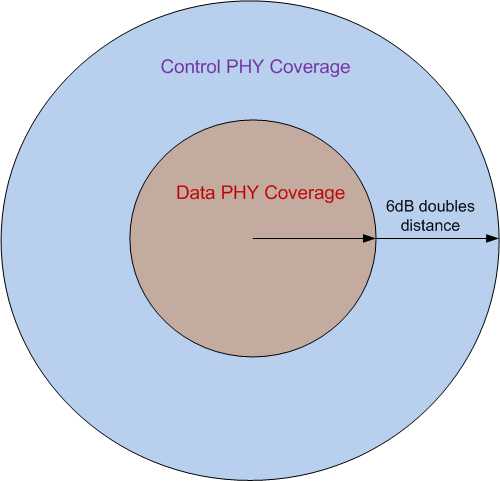 Control PHY Coverage
Data PHY Coverage
6dB doubles
distance